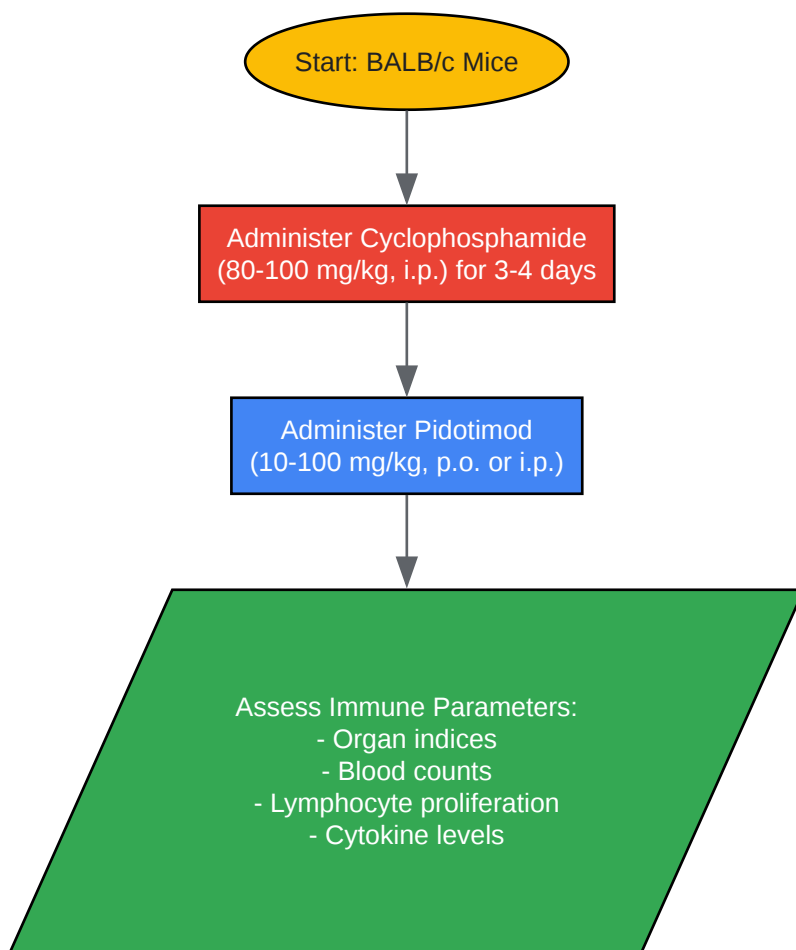 Start: BALB/c Mice
Administer Cyclophosphamide
(80-100 mg/kg, i.p.) for 3-4 days
Administer Pidotimod
(10-100 mg/kg, p.o. or i.p.)
Assess Immune Parameters:
- Organ indices
- Blood counts
- Lymphocyte proliferation
- Cytokine levels